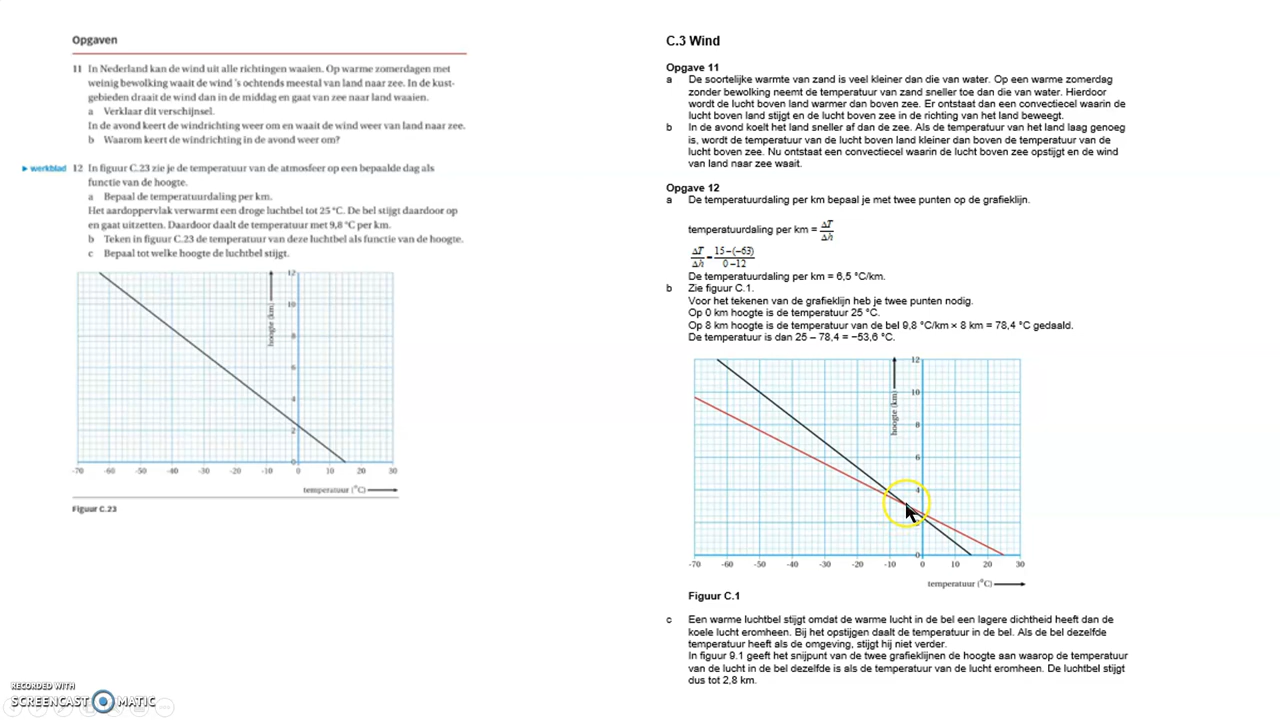 Opgaven
11 In Nederland kan de wind uit alle richtingen waaien. Op warme zomerdagen met
weinig bewolking waait de wind 's ochtends meestal van land naar zee. In de kust-
gebieden draait de wind dan in de middag en gaat van zee naar land waaien.
a Verklaar dit verschijnsel.
In de avond keert de windrichting weer om en waait de wind weer van land naar zee.
b Waarom keert de windrichting in de avond weer om?
▶ werkblad 12 In figuur C.23 zie je de temperatuur van de atmosfeer op een bepaalde dag als
functie van de hoogte.
a Bepaal de temperatuurdaling per km.
Het aardoppervlak verwarmt een droge luchtbel tot 25 °C. De bel stijgt daardoor op
en gaat uitzetten. Daardoor daalt de temperatuur met 9,8 °C per km.
b Teken in figuur C.23 de temperatuur van deze luchtbel als functie van de hoogte.
c Bepaal tot welke hoogte de luchtbel stijgt.
12
10
8
6
4
2
0
hoogte (km)
-70 -60 -50 -40 -30 -20 -10 0 10 20 30
temperatuur (°C)
Figuur C.23
RECORDED WITH
SCREENCAST MATIC
C.3 Wind
Opgave 11
a De soortelijke warmte van zand is veel kleiner dan die van water. Op een warme zomerdag
zonder bewolking neemt de temperatuur van zand sneller toe dan die van water. Hierdoor
wordt de lucht boven land warmer dan boven zee. Er ontstaat dan een convectiecel waarin de
lucht boven land stijgt en de lucht boven zee in de richting van het land beweegt.
b In de avond koelt het land sneller af dan de zee. Als de temperatuur van het land laag genoeg
is, wordt de temperatuur van de lucht boven land kleiner dan boven de temperatuur van de
lucht boven zee. Nu ontstaat een convectiecel waarin de lucht boven zee opstijgt en de wind
van land naar zee waait.
Opgave 12
a De temperatuurdaling per km bepaal je met twee punten op de grafieklijn.
temperatuurdaling per km = ΔT/Δh
ΔT/Δh = 15–(–63)/0–12
De temperatuurdaling per km = 6,5 °C/km.
b Zie figuur C.1.
Voor het tekenen van de grafieklijn heb je twee punten nodig.
Op 0 km hoogte is de temperatuur 25 °C.
Op 8 km hoogte is de temperatuur van de bel 9,8 °C/km × 8 km = 78,4 °C gedaald.
De temperatuur is dan 25 – 78,4 = −53,6 °C.
12
10
8
6
4
0
hoogte (km)
-70 -60 -50 -40 -30 -20 -10 0 10 20 30
temperatuur (°C)
Figuur C.1
c Een warme luchtbel stijgt omdat de warme lucht in de bel een lagere dichtheid heeft dan de
koele lucht eromheen. Bij het opstijgen daalt de temperatuur in de bel. Als de bel dezelfde
temperatuur heeft als de omgeving, stijgt hij niet verder.
In figuur 9.1 geeft het snijpunt van de twee grafieklijnen de hoogte aan waarop de temperatuur
van de lucht in de bel dezelfde is als de temperatuur van de lucht eromheen. De luchtbel stijgt
dus tot 2,8 km.